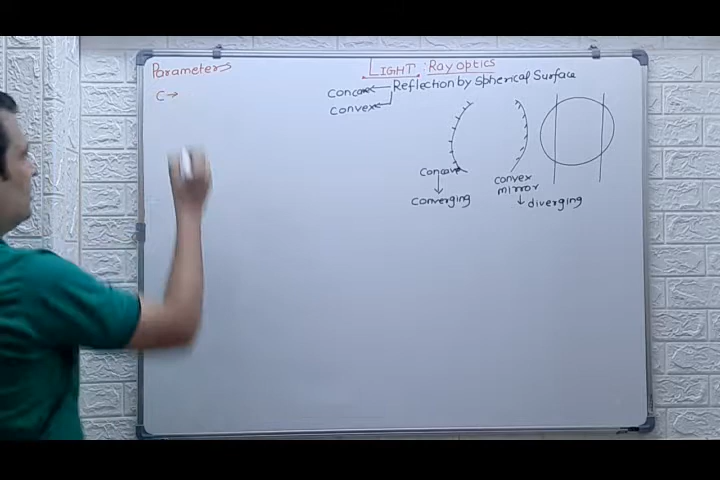 LIGHT: Ray optics
Parameters
C→
Reflection by Spherical Surface
Concave
Convex
Concave
converging
convex
mirror
diverging